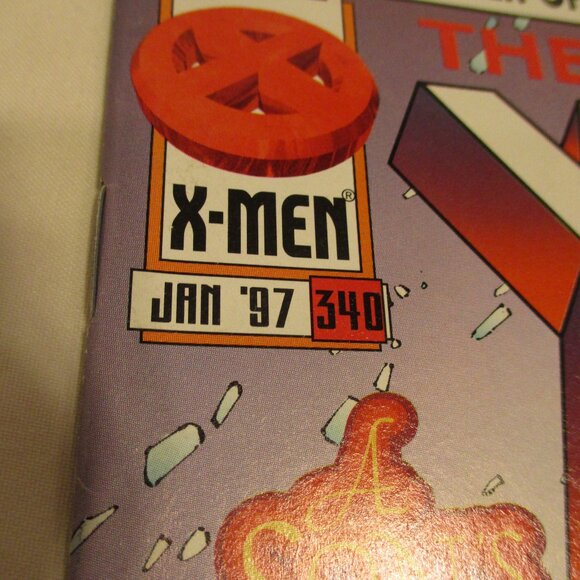 THE
X-MEN®
JAN '97 340
A